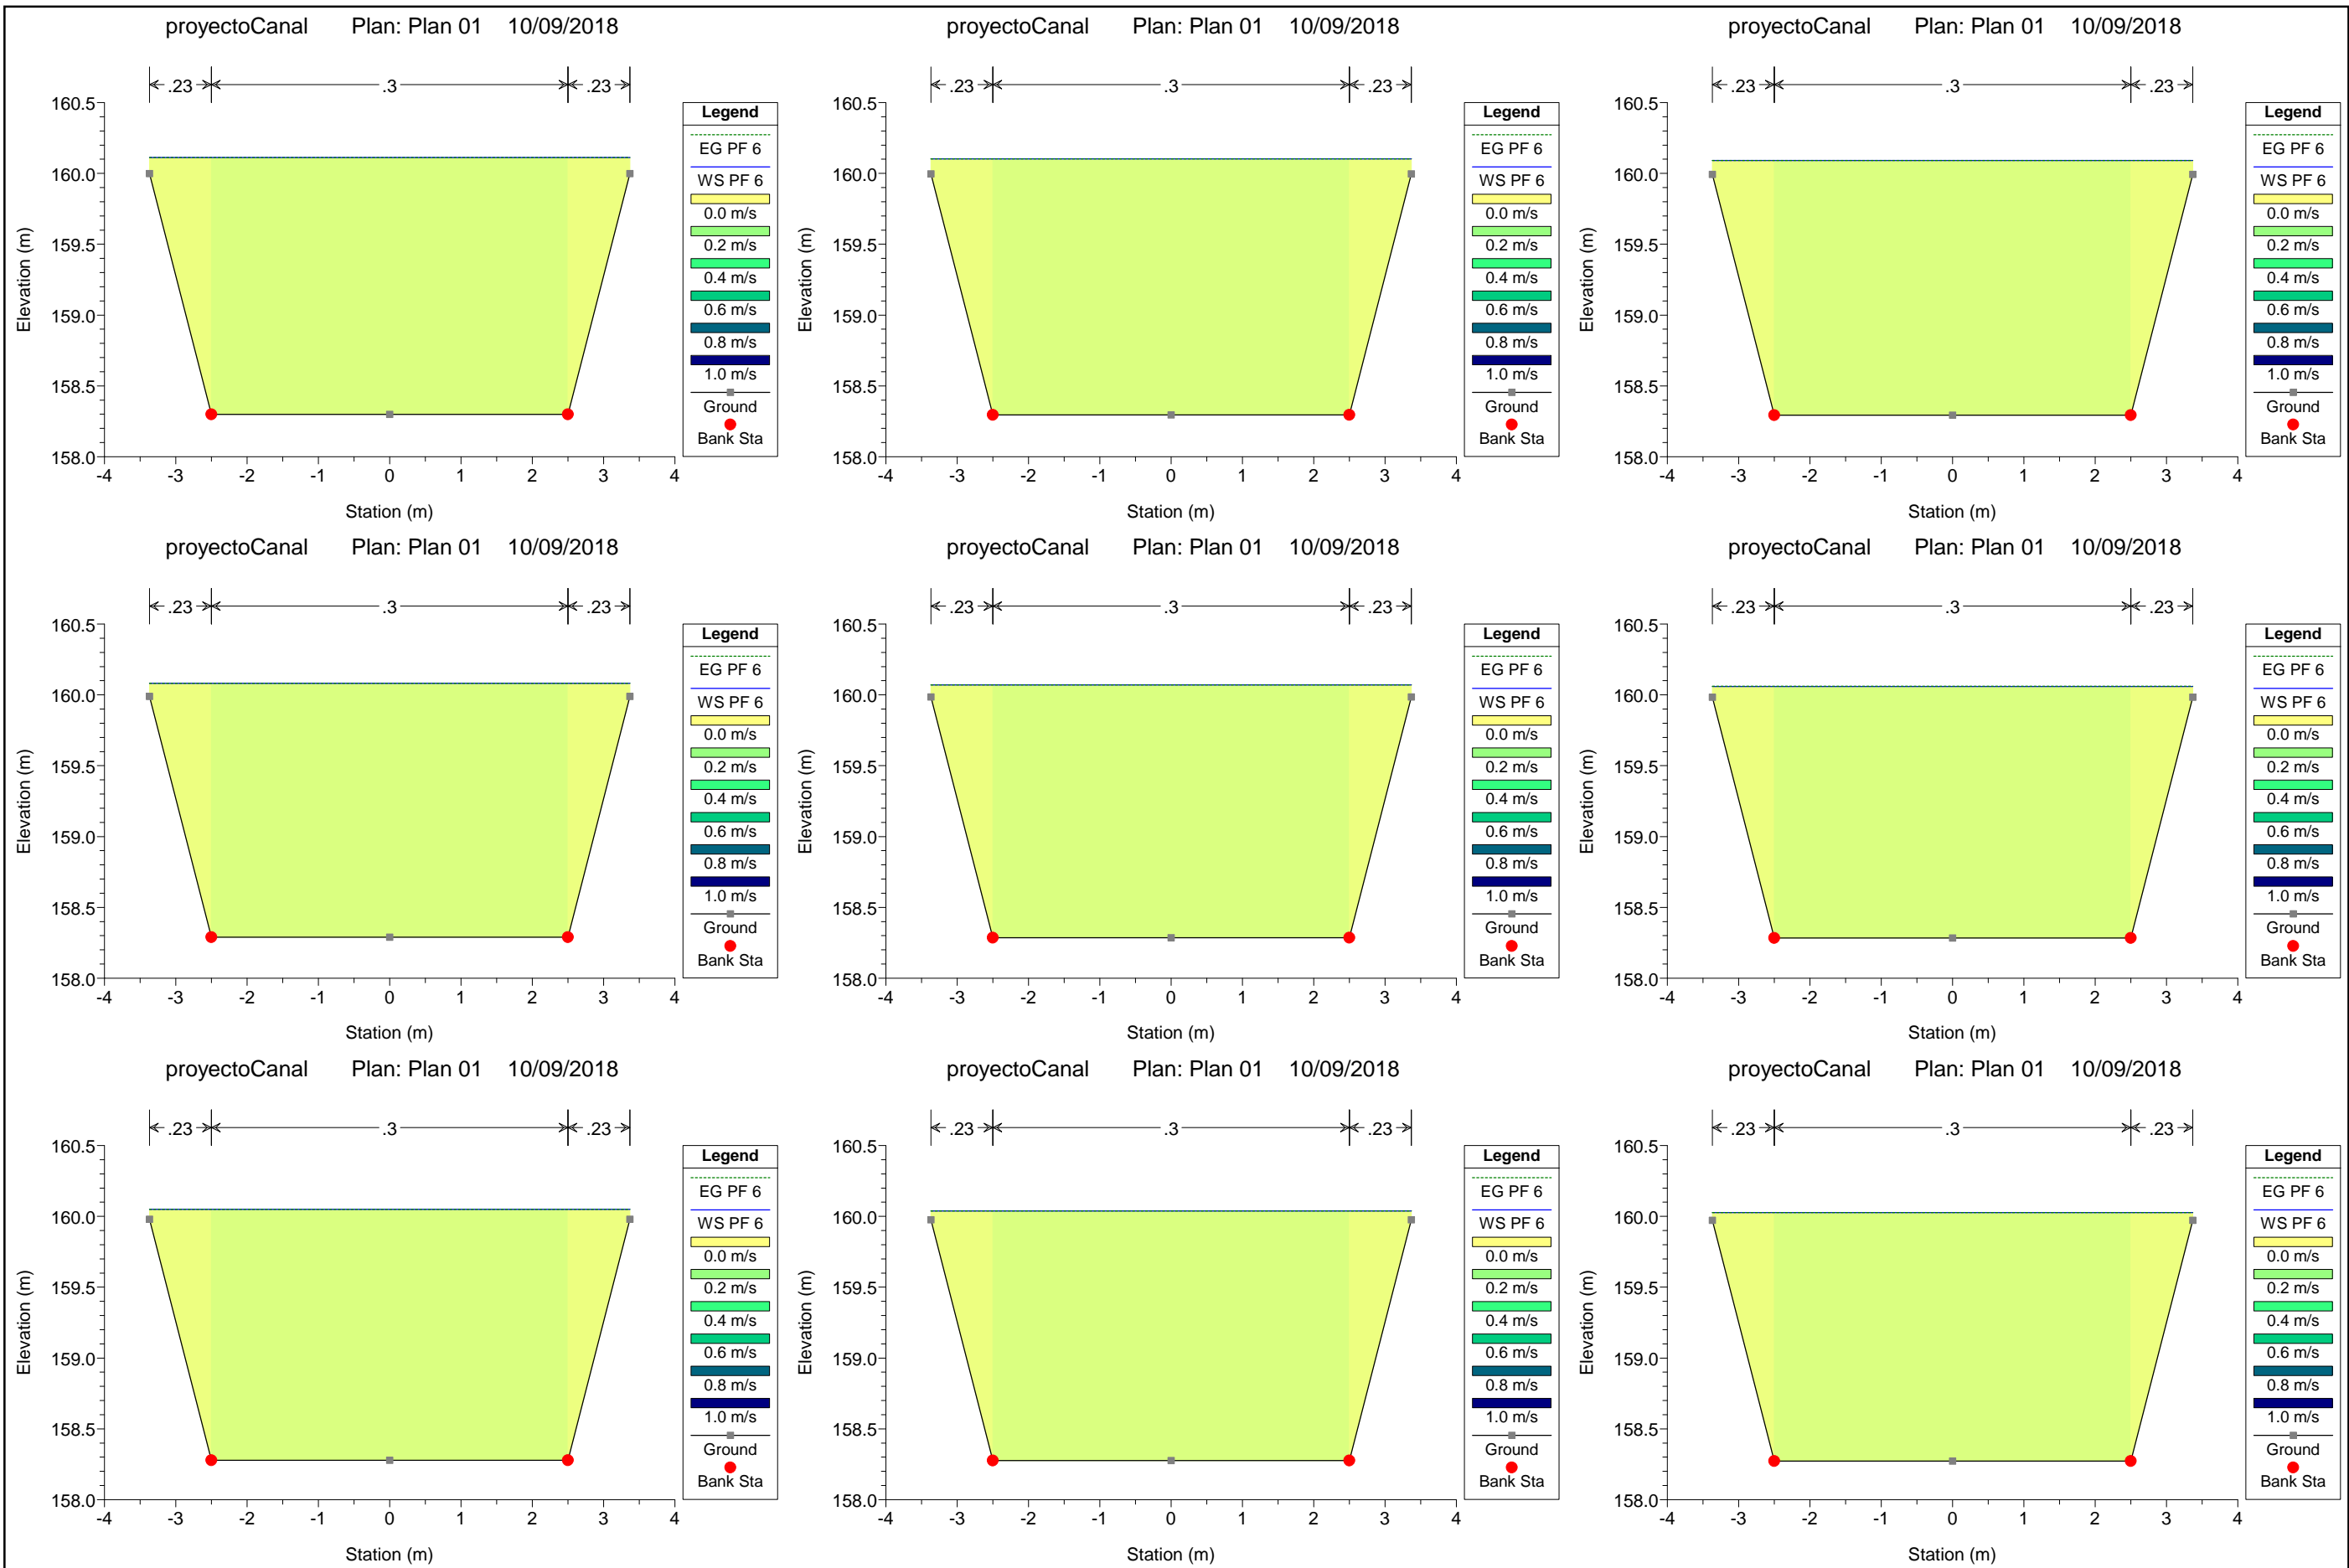 proyectoCanal Plan: Plan 01 10/09/2018
.23 .3 .23
160.5
160.0
159.5
159.0
158.5
158.0
Elevation (m)
-4 -3 -2 -1 0 1 2 3 4
Station (m)
Legend
EG PF 6
WS PF 6
0.0 m/s
0.2 m/s
0.4 m/s
0.6 m/s
0.8 m/s
1.0 m/s
Ground
Bank Sta
proyectoCanal Plan: Plan 01 10/09/2018
.23 .3 .23
160.5
160.0
159.5
159.0
158.5
158.0
Elevation (m)
-4 -3 -2 -1 0 1 2 3 4
Station (m)
Legend
EG PF 6
WS PF 6
0.0 m/s
0.2 m/s
0.4 m/s
0.6 m/s
0.8 m/s
1.0 m/s
Ground
Bank Sta
proyectoCanal Plan: Plan 01 10/09/2018
.23 .3 .23
160.5
160.0
159.5
159.0
158.5
158.0
Elevation (m)
-4 -3 -2 -1 0 1 2 3 4
Station (m)
Legend
EG PF 6
WS PF 6
0.0 m/s
0.2 m/s
0.4 m/s
0.6 m/s
0.8 m/s
1.0 m/s
Ground
Bank Sta
proyectoCanal Plan: Plan 01 10/09/2018
.23 .3 .23
160.5
160.0
159.5
159.0
158.5
158.0
Elevation (m)
-4 -3 -2 -1 0 1 2 3 4
Station (m)
Legend
EG PF 6
WS PF 6
0.0 m/s
0.2 m/s
0.4 m/s
0.6 m/s
0.8 m/s
1.0 m/s
Ground
Bank Sta
proyectoCanal Plan: Plan 01 10/09/2018
.23 .3 .23
160.5
160.0
159.5
159.0
158.5
158.0
Elevation (m)
-4 -3 -2 -1 0 1 2 3 4
Station (m)
Legend
EG PF 6
WS PF 6
0.0 m/s
0.2 m/s
0.4 m/s
0.6 m/s
0.8 m/s
1.0 m/s
Ground
Bank Sta
proyectoCanal Plan: Plan 01 10/09/2018
.23 .3 .23
160.5
160.0
159.5
159.0
158.5
158.0
Elevation (m)
-4 -3 -2 -1 0 1 2 3 4
Station (m)
Legend
EG PF 6
WS PF 6
0.0 m/s
0.2 m/s
0.4 m/s
0.6 m/s
0.8 m/s
1.0 m/s
Ground
Bank Sta
proyectoCanal Plan: Plan 01 10/09/2018
.23 .3 .23
160.5
160.0
159.5
159.0
158.5
158.0
Elevation (m)
-4 -3 -2 -1 0 1 2 3 4
Station (m)
Legend
EG PF 6
WS PF 6
0.0 m/s
0.2 m/s
0.4 m/s
0.6 m/s
0.8 m/s
1.0 m/s
Ground
Bank Sta
proyectoCanal Plan: Plan 01 10/09/2018
.23 .3 .23
160.5
160.0
159.5
159.0
158.5
158.0
Elevation (m)
-4 -3 -2 -1 0 1 2 3 4
Station (m)
Legend
EG PF 6
WS PF 6
0.0 m/s
0.2 m/s
0.4 m/s
0.6 m/s
0.8 m/s
1.0 m/s
Ground
Bank Sta
proyectoCanal Plan: Plan 01 10/09/2018
.23 .3 .23
160.5
160.0
159.5
159.0
158.5
158.0
Elevation (m)
-4 -3 -2 -1 0 1 2 3 4
Station (m)
Legend
EG PF 6
WS PF 6
0.0 m/s
0.2 m/s
0.4 m/s
0.6 m/s
0.8 m/s
1.0 m/s
Ground
Bank Sta